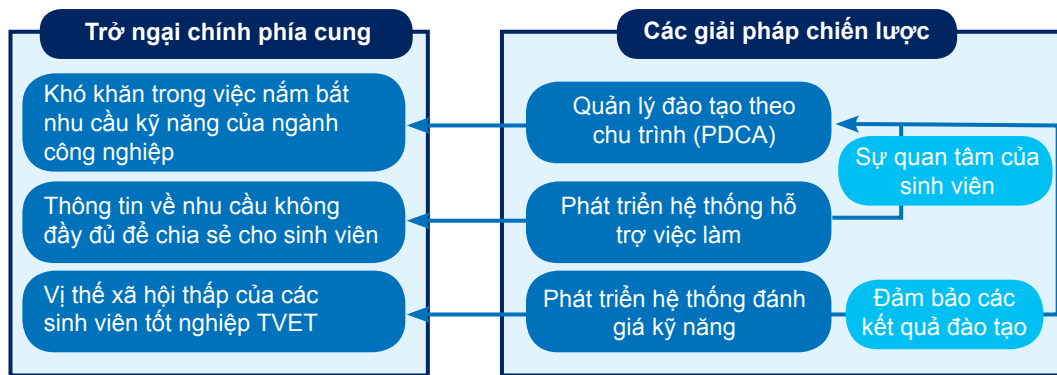 Trở ngại chính phía cung
Khó khăn trong việc nắm bắt
nhu cầu kỹ năng của ngành
công nghiệp
Thông tin về nhu cầu không
đầy đủ để chia sẻ cho sinh viên
Vị thế xã hội thấp của các
sinh viên tốt nghiệp TVET
Các giải pháp chiến lược
Quản lý đào tạo theo
chu trình (PDCA)
Sự quan tâm của
sinh viên
Phát triển hệ thống hỗ
trợ việc làm
Phát triển hệ thống đánh
giá kỹ năng
Đảm bảo các
kết quả đào tạo